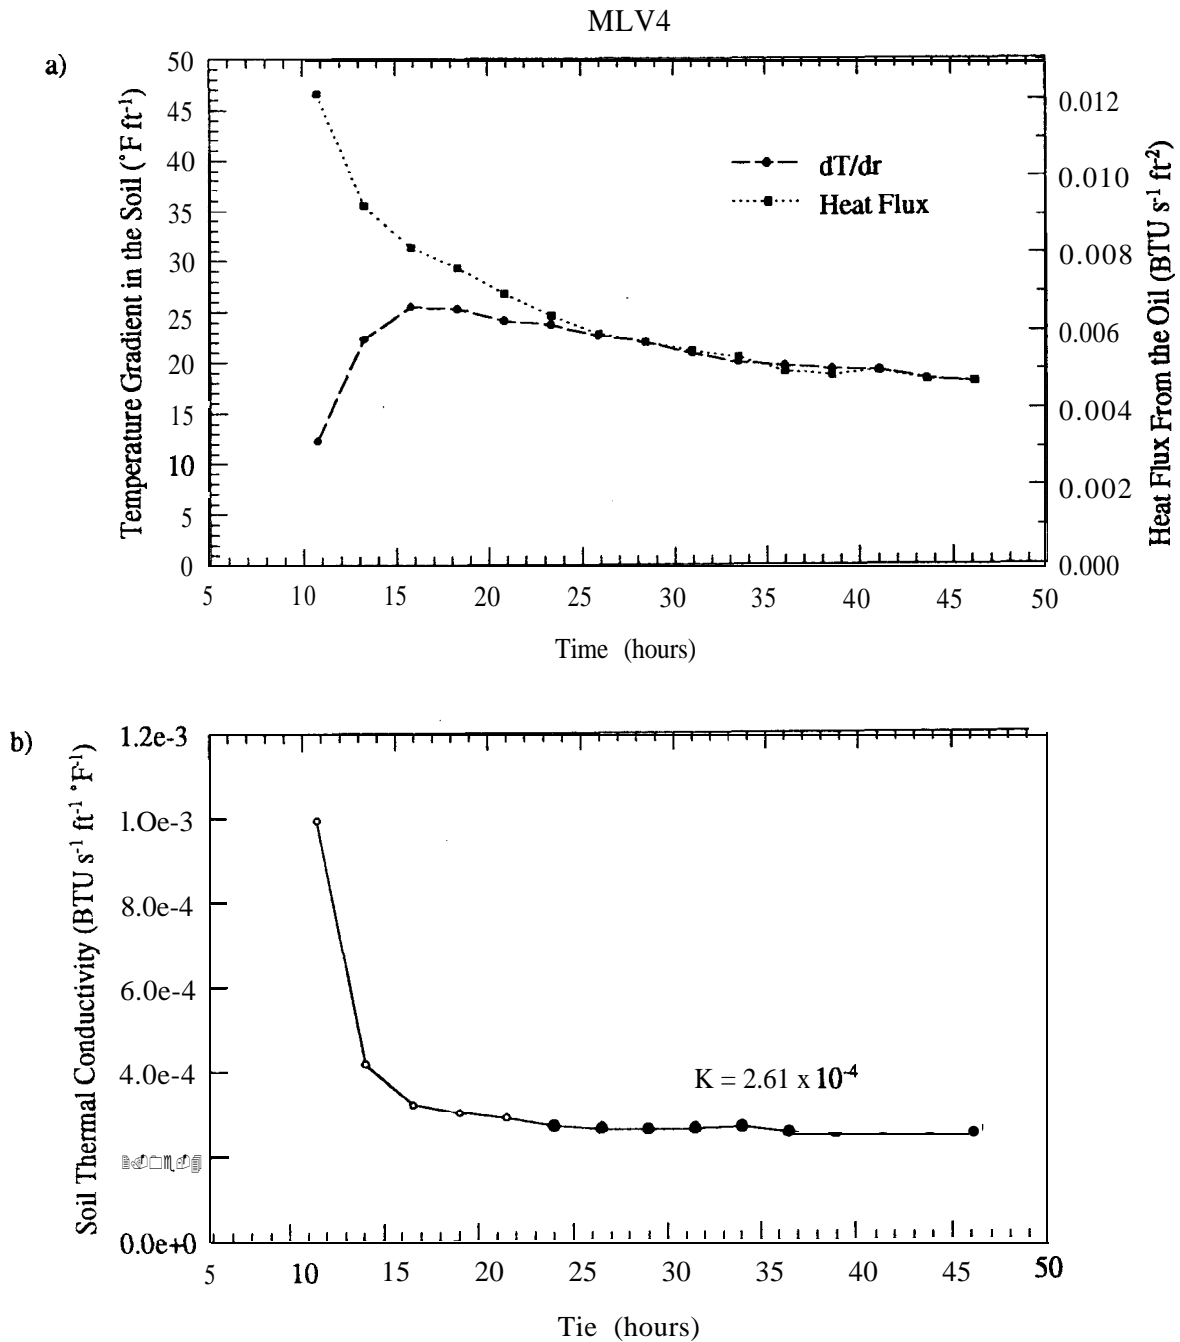 MLV4
a)
Temperature Gradient in the Soil (°F ft-1)
50
45
40
35
30
25
20
15
10
5
0
dT/dr
Heat Flux
0.012
0.010
0.008
0.006
0.004
0.002
0.000
Heat Flux From the Oil (BTU s-1 ft-2)
5 10 15 20 25 30 35 40 45 50
Time (hours)
b)
Soil Thermal Conductivity (BTU s-1 ft-1 °F-1)
1.2e-3
1.Oe-3
8.0e-4
6.0e-4
4.0e-4
0.0e+0
K = 2.61 x 10-4
5 10 15 20 25 30 35 40 45 50
Tie (hours)